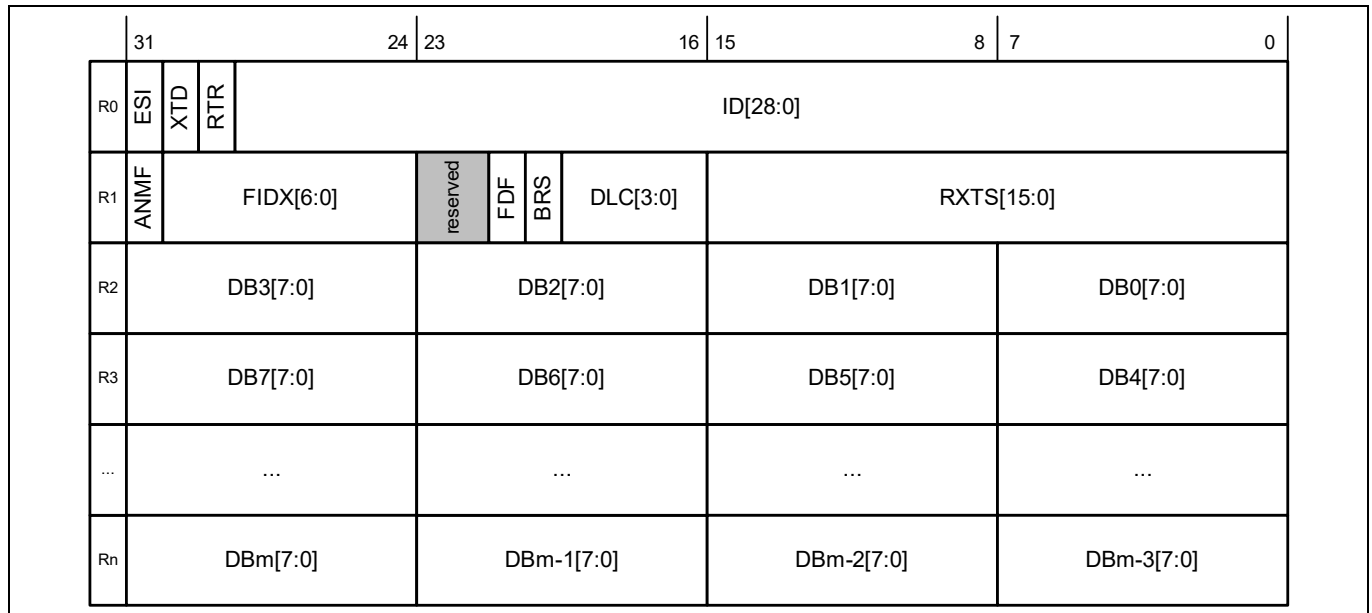 31 24 23 16 15 8 7 0
R0 ESI XTD RTR ID[28:0]
R1 ANMF FIDX[6:0] reserved FDF BRS DLC[3:0] RXTS[15:0]
R2 DB3[7:0] DB2[7:0] DB1[7:0] DB0[7:0]
R3 DB7[7:0] DB6[7:0] DB5[7:0] DB4[7:0]
... ... ... ... ...
Rn DBm[7:0] DBm-1[7:0] DBm-2[7:0] DBm-3[7:0]